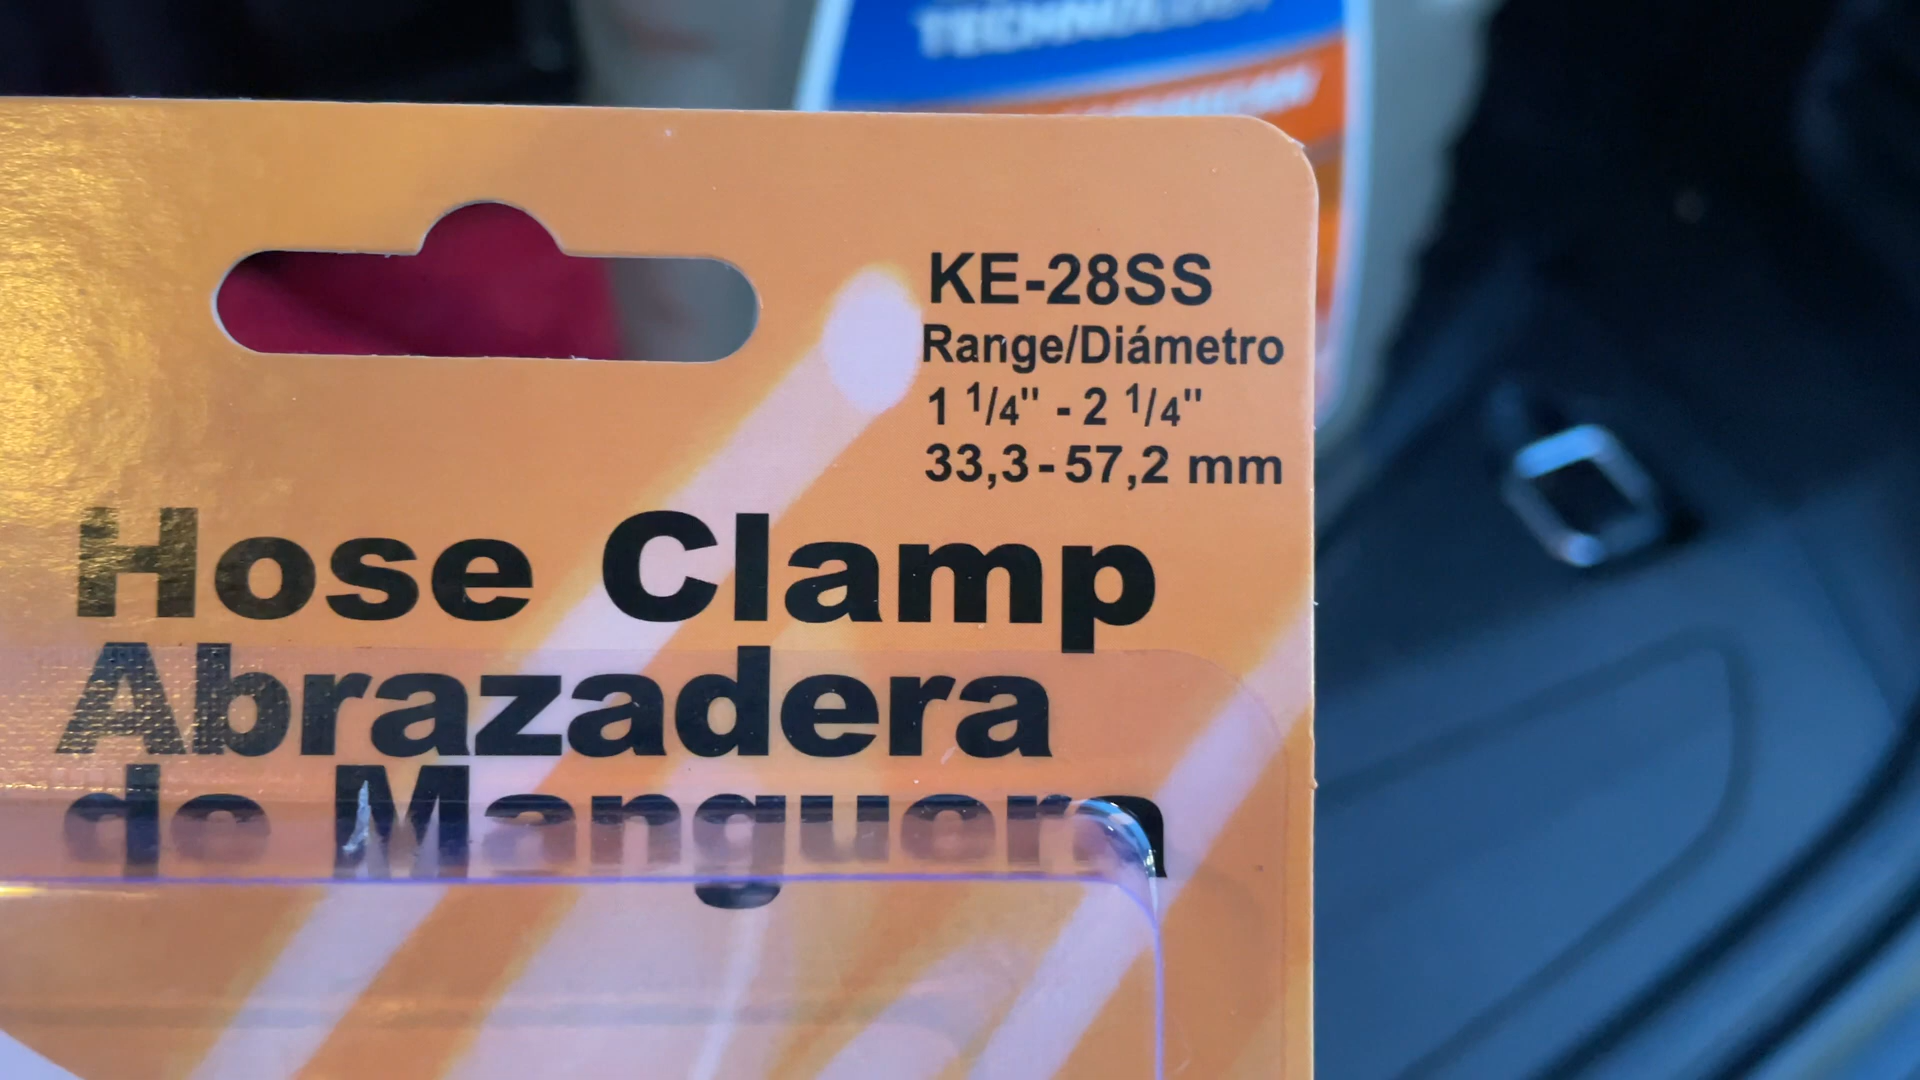 TECHNOLOGY
KE-28SS
Range/Diámetro
1 1/4" - 2 1/4"
33,3-57,2 mm
Hose Clamp
Abrazadera
de Manguera